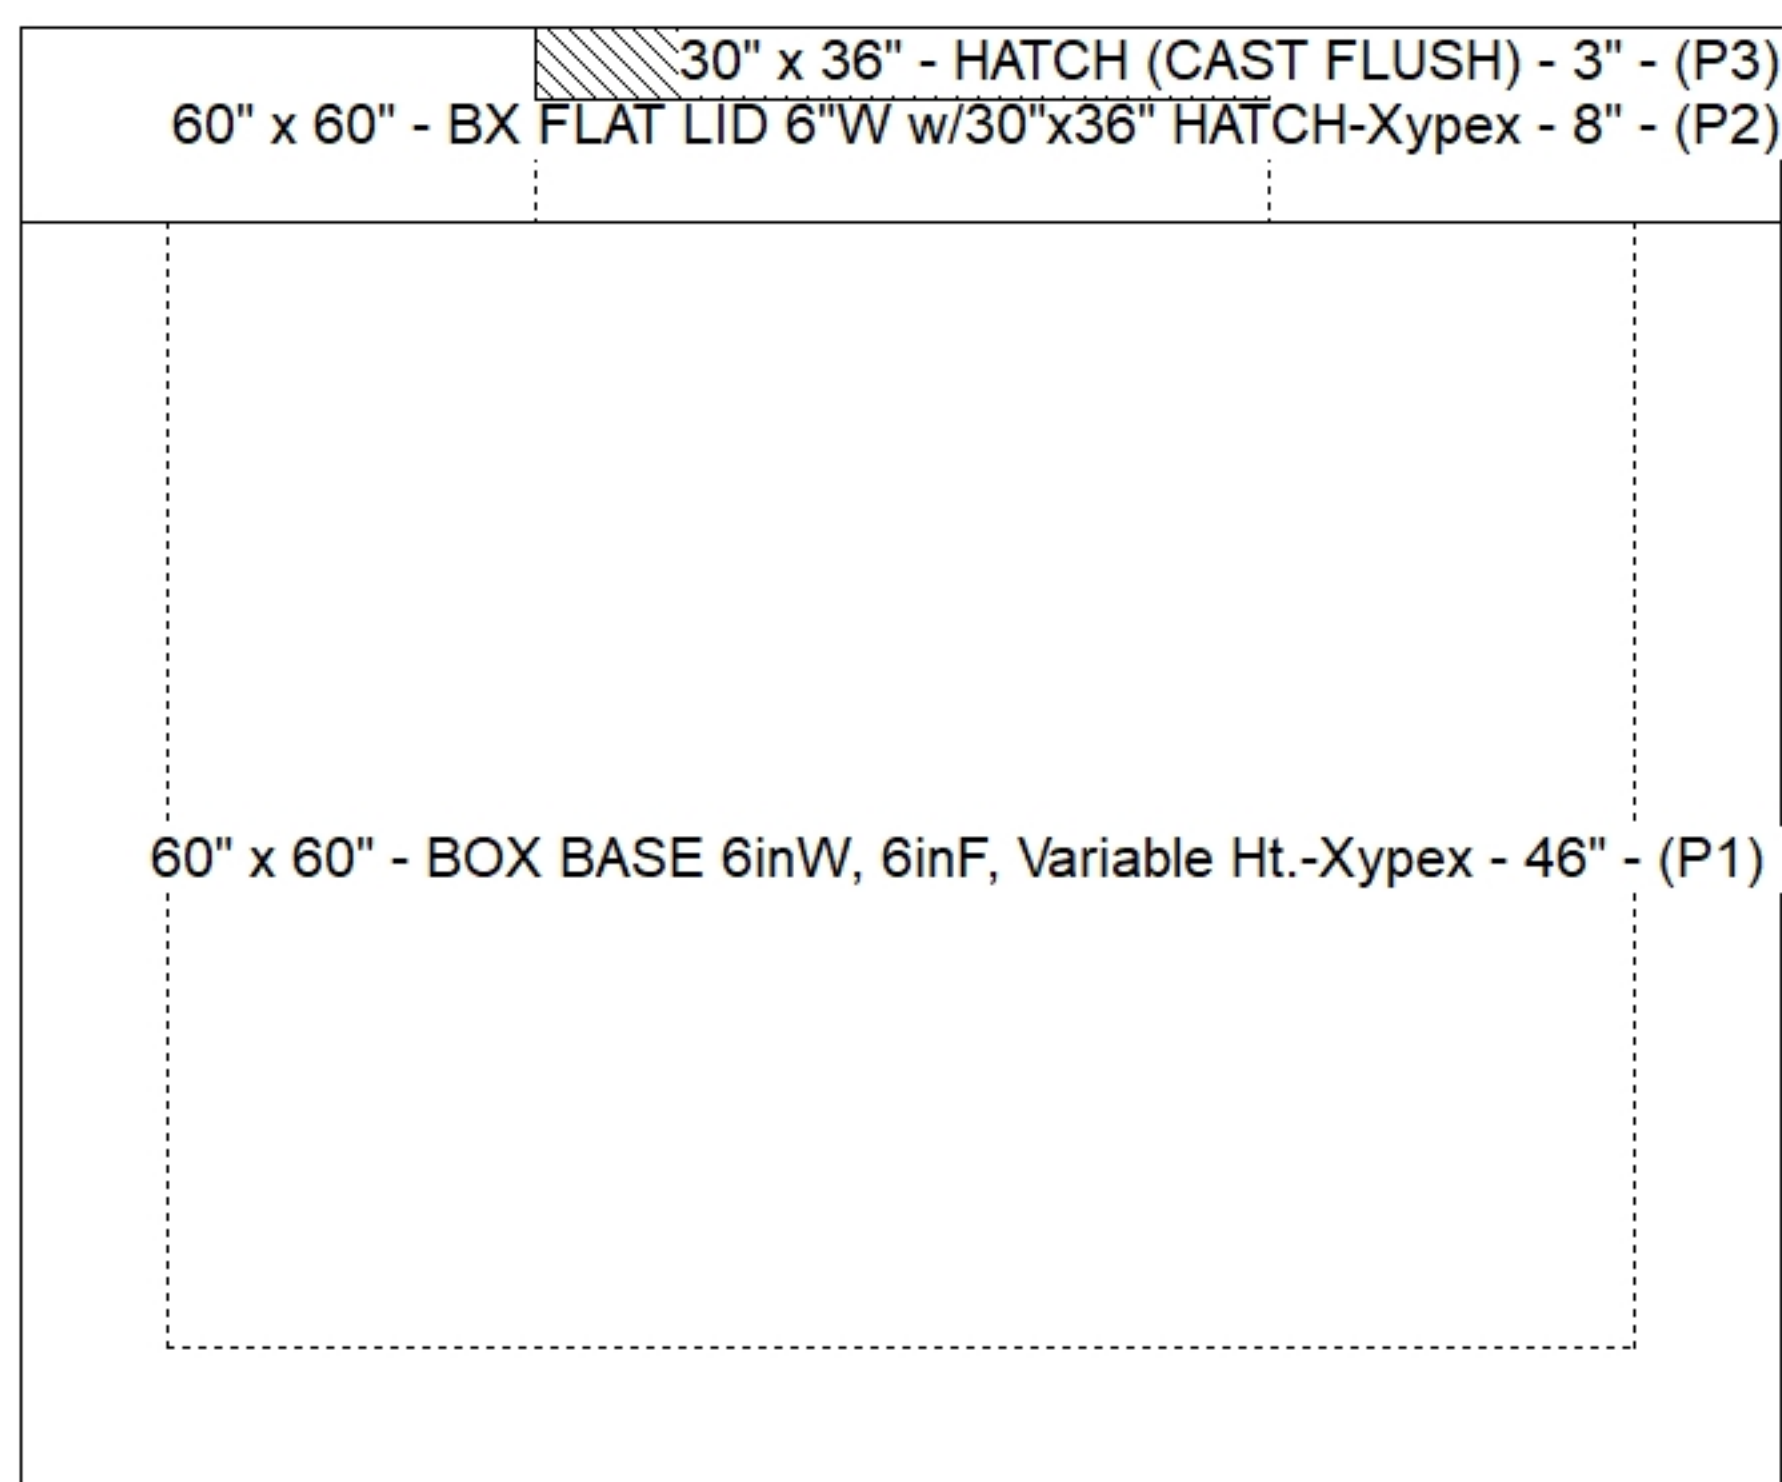 30" x 36" - HATCH (CAST FLUSH) - 3" - (P3)
60" x 60" - BX FLAT LID 6"W w/30"x36" HATCH-Xypex - 8" - (P2)
60" x 60" - BOX BASE 6inW, 6inF, Variable Ht.-Xypex - 46" - (P1)